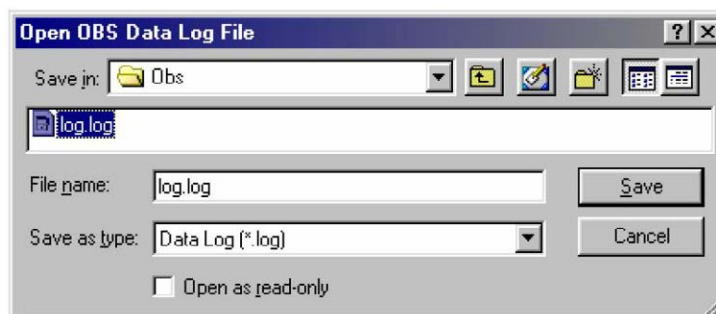 Open OBS Data Log File
Save in: Obs
log.log
File name: log.log Save
Save as type: Data Log (*.log) Cancel
Open as read-only